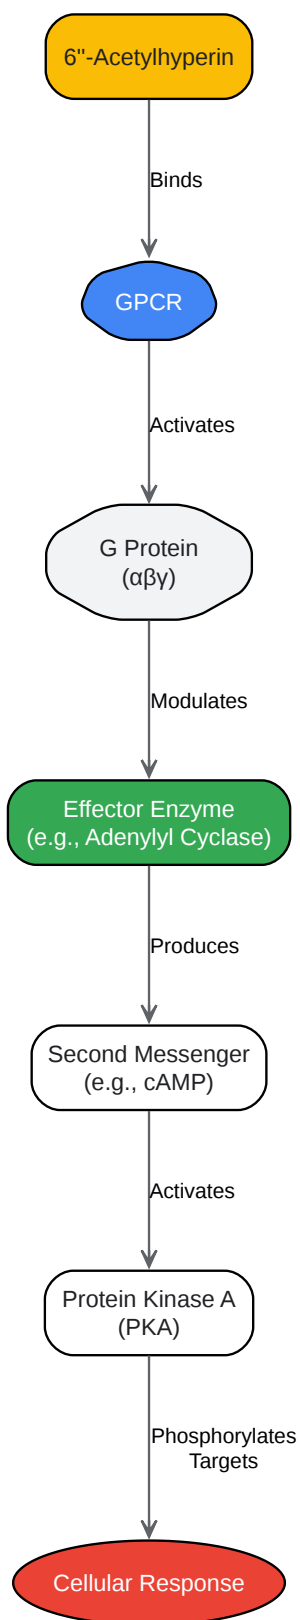 6''-Acetylhyperin
Binds
GPCR
Activates
G Protein
(αβγ)
Modulates
Effector Enzyme
(e.g., Adenylyl Cyclase)
Produces
Second Messenger
(e.g., cAMP)
Activates
Protein Kinase A
(PKA)
Phosphorylates
Targets
Cellular Response